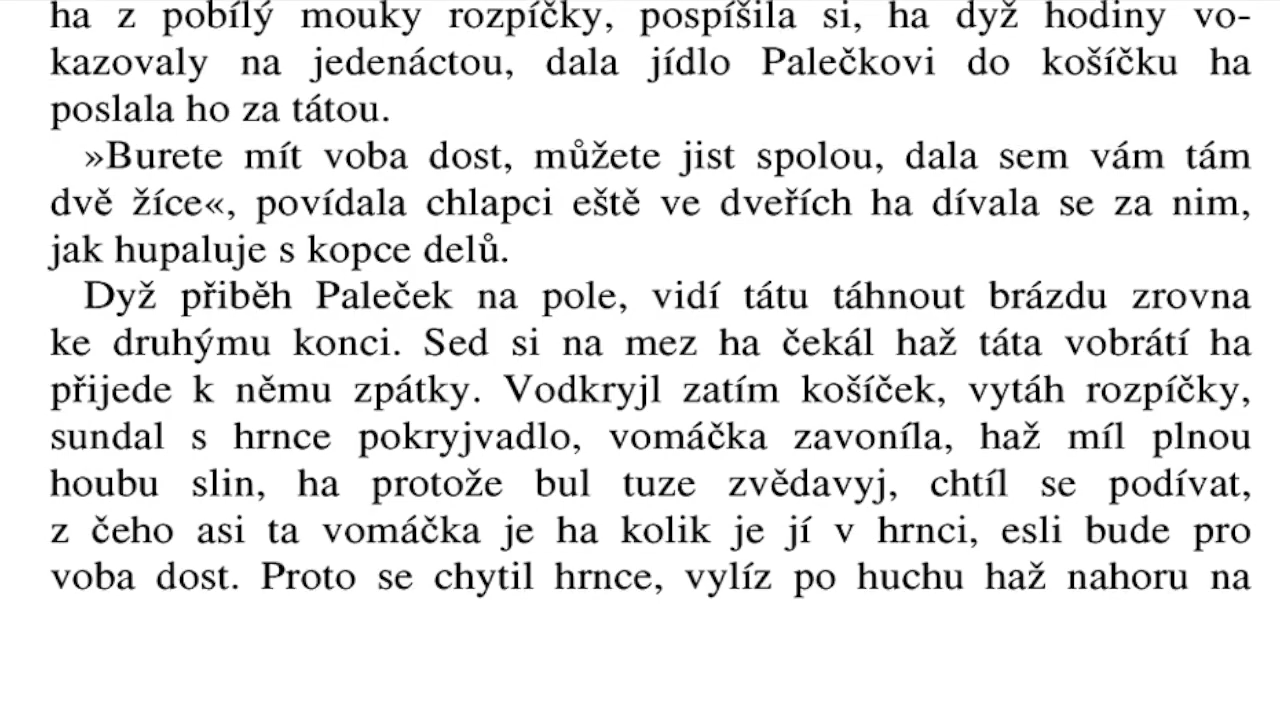 ha z pobílý mouky rozpíčky, pospíšila si, ha dyž hodiny vo-
kazovaly na jedenáctou, dala jídlo Palečkovi do košíčku ha
poslala ho za tátou.
»Burete mít voba dost, můžete jist spolou, dala sem vám tám
dvě žíce«, povídala chlapci eště ve dveřích ha dívala se za nim,
jak hupaluje s kopce delů.
Dyž přiběh Paleček na pole, vidí tátu táhnout brázdu zrovna
ke druhýmu konci. Sed si na mez ha čekál haž táta vobrátí ha
přijede k němu zpátky. Vodkryjl zatím košíček, vytáh rozpíčky,
sundal s hrnce pokryjvadlo, vomáčka zavoníla, haž míl plnou
houbu slin, ha protože bul tuze zvědavyj, chtíl se podívat,
z čeho asi ta vomáčka je ha kolik je jí v hrnci, esli bude pro
voba dost. Proto se chytil hrnce, vylíz po huchu haž nahoru na